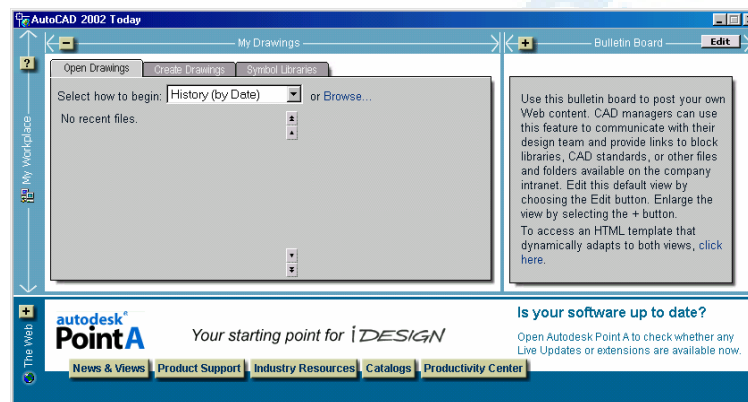 AutoCAD 2002 Today
My Drawings
Bulletin Board
Edit
Open Drawings
Create Drawings
Symbol Libraries
Select how to begin: History (by Date) or Browse...
No recent files.
My Workplace
Use this bulletin board to post your own
Web content. CAD managers can use
this feature to communicate with their
design team and provide links to block
libraries, CAD standards, or other files
and folders available on the company
intranet. Edit this default view by
choosing the Edit button. Enlarge the
view by selecting the + button.
To access an HTML template that
dynamically adapts to both views, click
here.
The Web
autodesk®
Point A
Your starting point for iDESIGN
Is your software up to date?
Open Autodesk Point A to check whether any
Live Updates or extensions are available now.
News & Views
Product Support
Industry Resources
Catalogs
Productivity Center